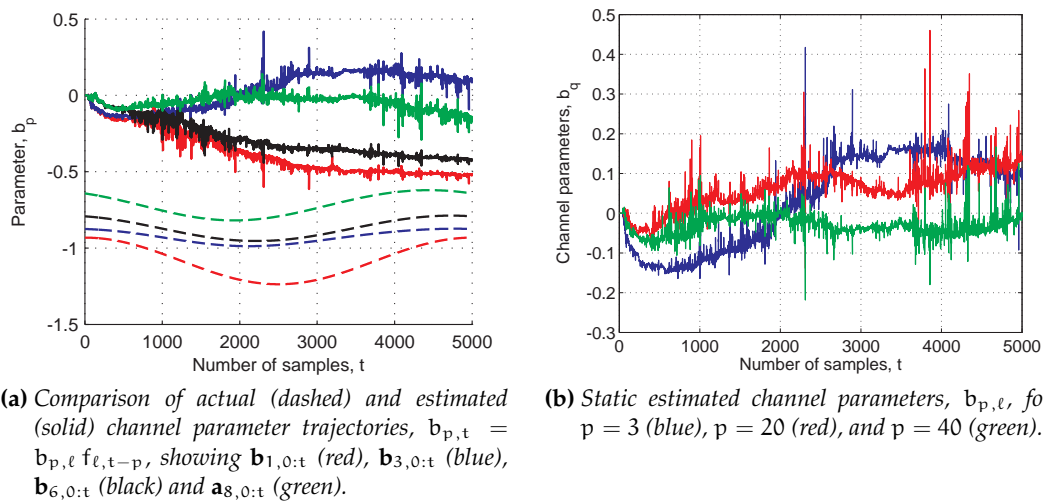 0.5
0
-0.5
-1
-1.5
Parameter, b_p
0 1000 2000 3000 4000 5000
Number of samples, t
(a) Comparison of actual (dashed) and estimated
(solid) channel parameter trajectories, b_{p,t} =
b_{p,ℓ} f_{ℓ,t−p}, showing b_{1,0:t} (red), b_{3,0:t} (blue),
b_{6,0:t} (black) and a_{8,0:t} (green).
0.5
0.4
0.3
0.2
0.1
0
-0.1
-0.2
-0.3
Channel parameters, b_q
0 1000 2000 3000 4000 5000
Number of samples, t
(b) Static estimated channel parameters, b_{p,ℓ}, fo
p = 3 (blue), p = 20 (red), and p = 40 (green).